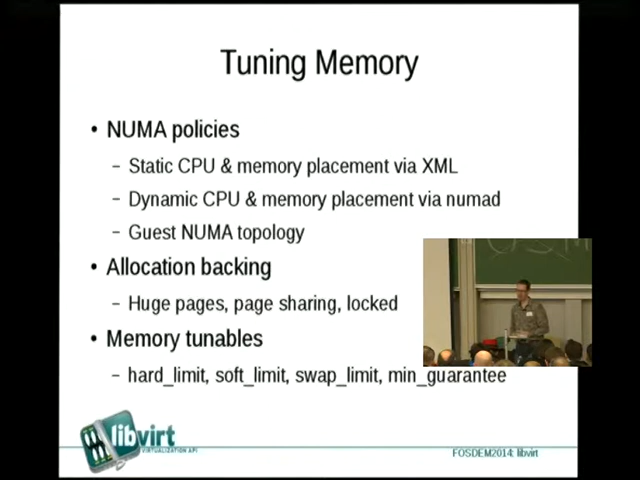 Tuning Memory
• NUMA policies
– Static CPU & memory placement via XML
– Dynamic CPU & memory placement via numad
– Guest NUMA topology
• Allocation backing
– Huge pages, page sharing, locked
• Memory tunables
– hard_limit, soft_limit, swap_limit, min_guarantee
libvirt
VIRTUALIZATION API
FOSDEM2014: libvirt